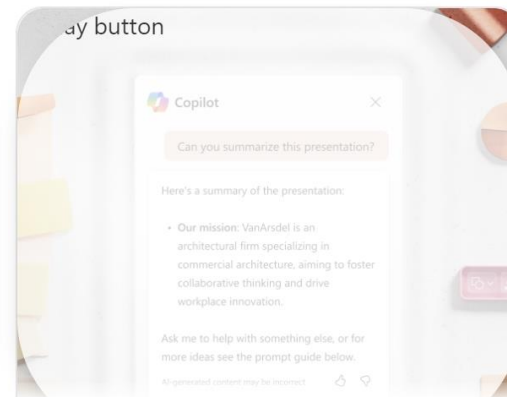 ay button
Copilot
Can you summarize this presentation?
Here's a summary of the presentation:
• Our mission: VanArsdel is an
architectural firm specializing in
commercial architecture, aiming to foster
collaborative thinking and drive
workplace innovation.
Ask me to help with something else, or for
more ideas see the prompt guide below.
AI-generated content may be incorrect